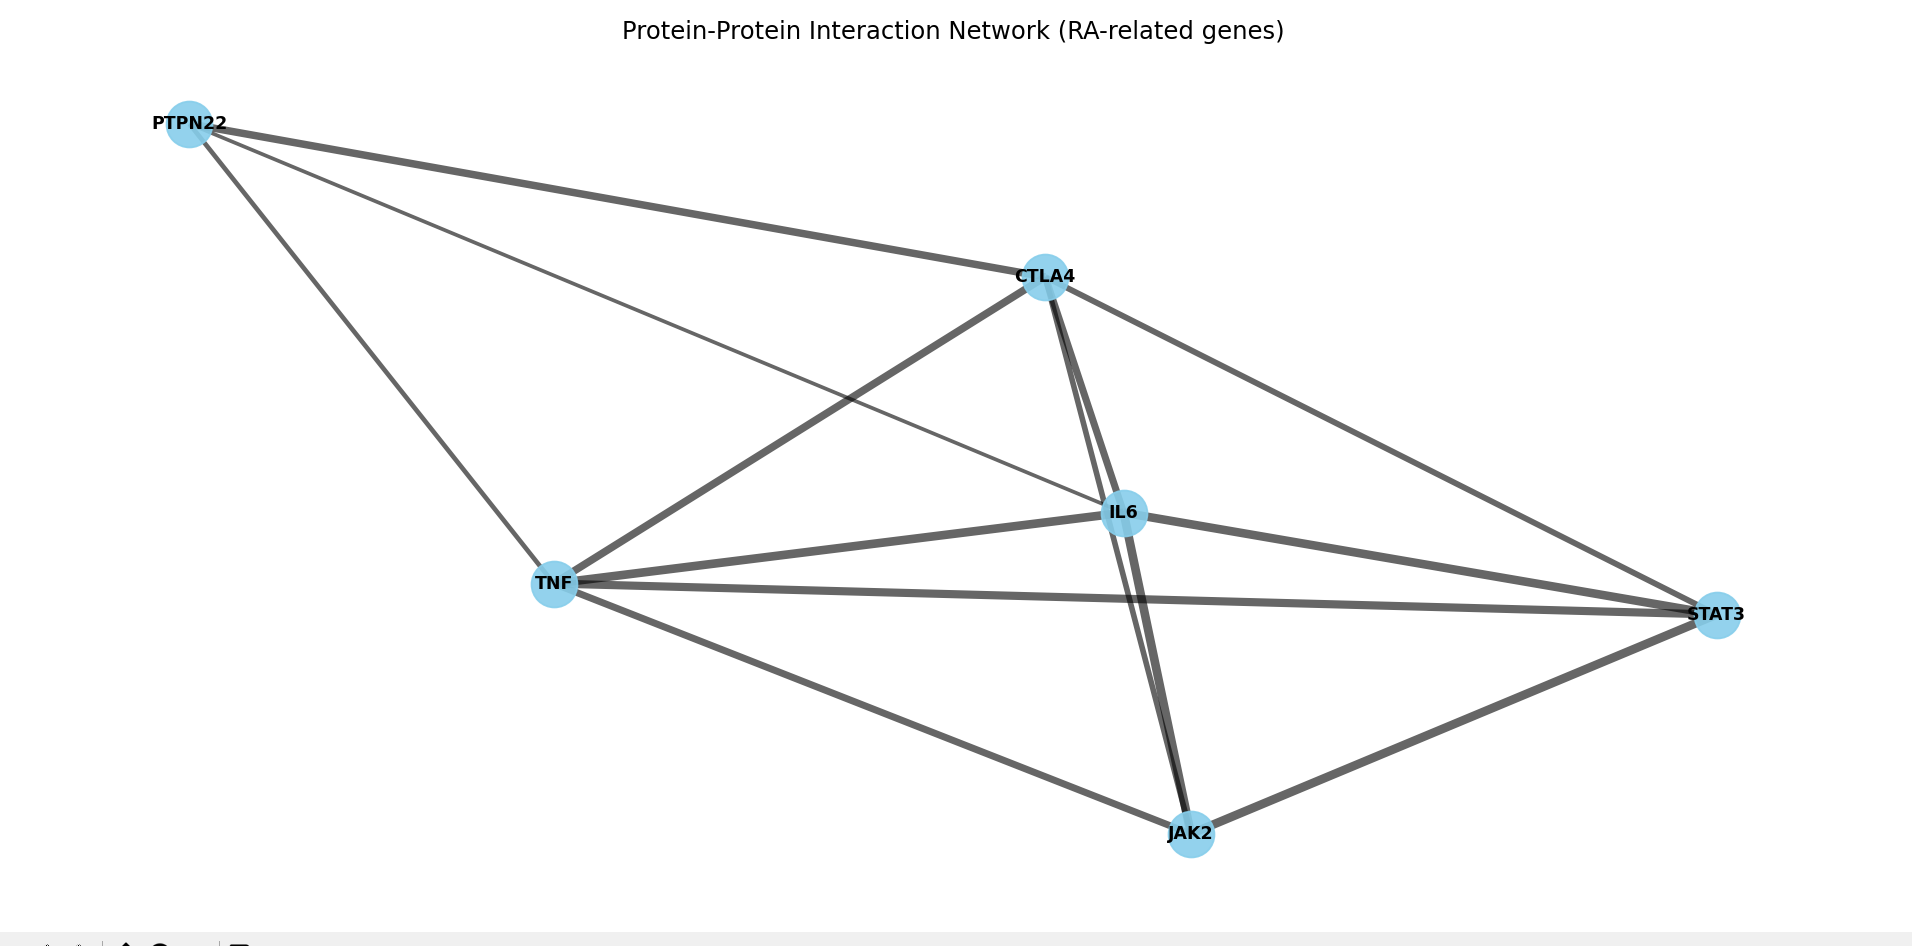 Protein-Protein Interaction Network (RA-related genes)
PTPN22
CTLA4
IL6
TNF
STAT3
JAK2